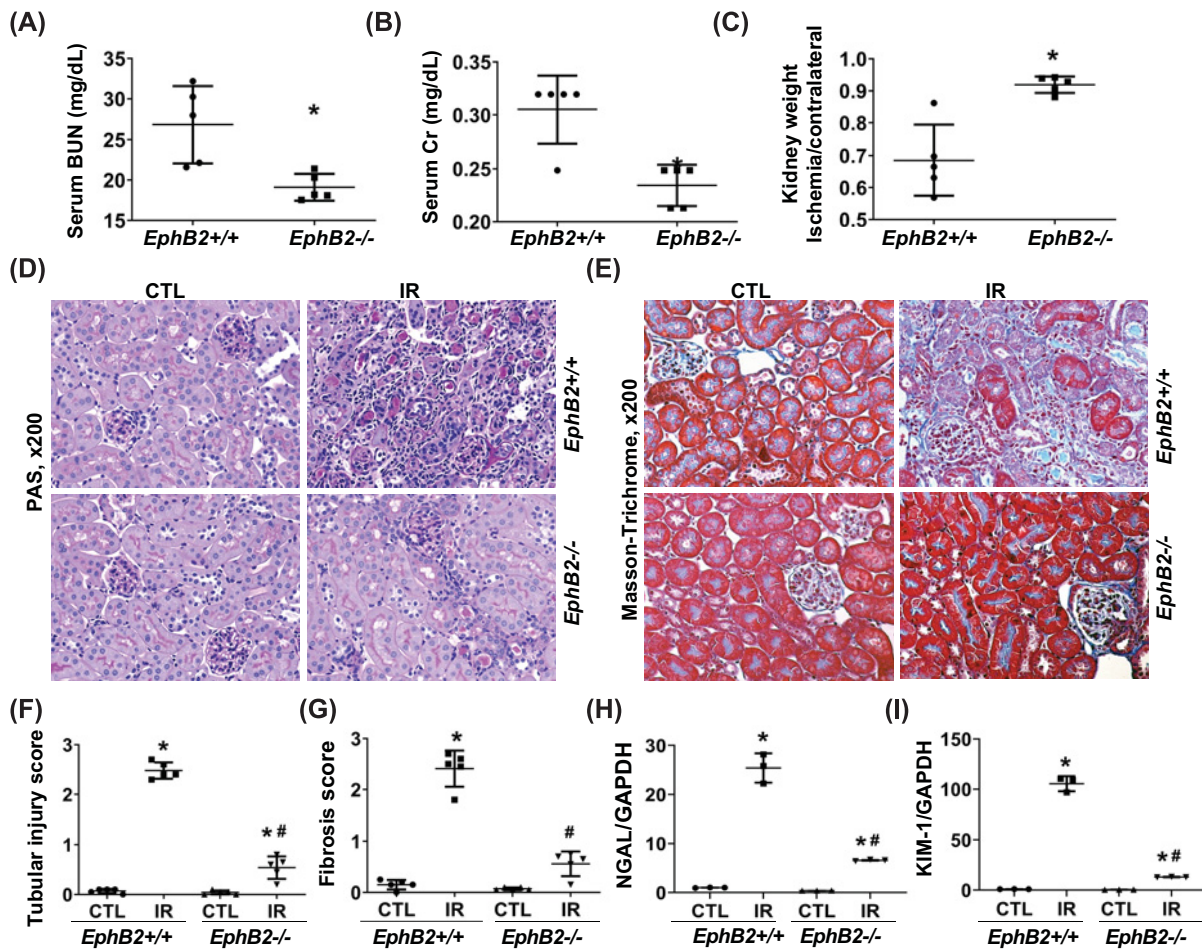 (A)
Serum BUN (mg/dL)
35
30
25
20
15
*
EphB2+/+ EphB2-/-
(B)
Serum Cr (mg/dL)
0.35
0.30
0.25
0.20
*
EphB2+/+ EphB2-/-
(C)
Kidney weight
Ischemia/contralateral
1.0
0.9
0.8
0.7
0.6
0.5
*
EphB2+/+ EphB2-/-
(D)
CTL IR
PAS, x200
EphB2+/+
EphB2-/-
(E)
CTL IR
Masson-Trichrome, x200
EphB2+/+
EphB2-/-
(F)
Tubular injury score
3
2
1
0
*
* #
CTL IR CTL IR
EphB2+/+ EphB2-/-
(G)
Fibrosis score
3
2
1
0
*
#
CTL IR CTL IR
EphB2+/+ EphB2-/-
(H)
NGAL/GAPDH
30
20
10
0
*
* #
CTL IR CTL IR
EphB2+/+ EphB2-/-
(I)
KIM-1/GAPDH
150
100
50
0
*
* #
CTL IR CTL IR
EphB2+/+ EphB2-/-